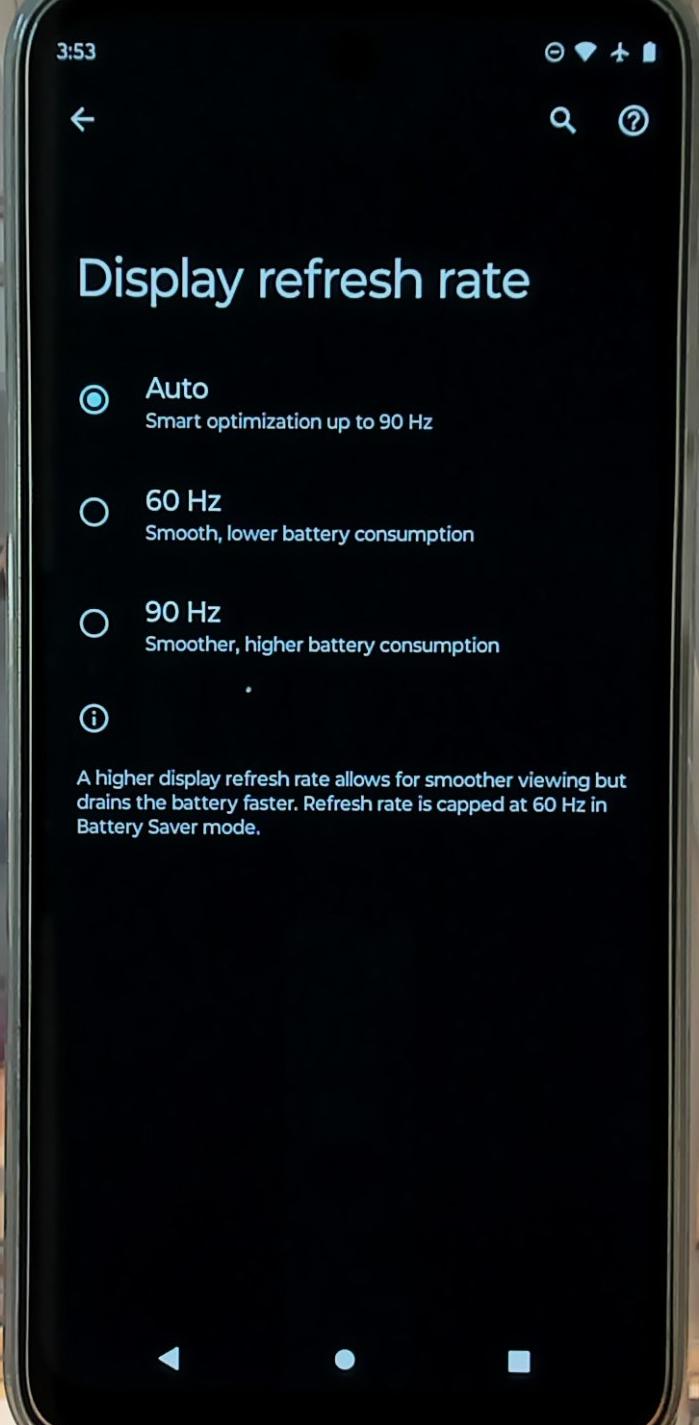 3:53
Display refresh rate
Auto
Smart optimization up to 90 Hz
60 Hz
Smooth, lower battery consumption
90 Hz
Smoother, higher battery consumption
A higher display refresh rate allows for smoother viewing but
drains the battery faster. Refresh rate is capped at 60 Hz in
Battery Saver mode.